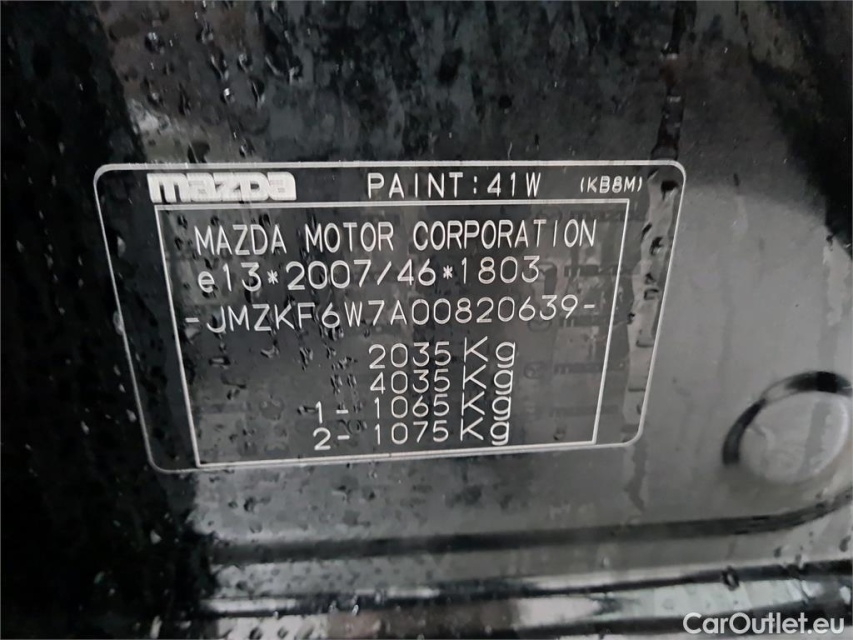 mazda PAINT:41W (KB8M)
MAZDA MOTOR CORPORATION
e13*2007/46*1803
-JMZKF6W7A00820639-
2035Kg
4035Kg
1- 1065Kg
2- 1075Kg
CarOutlet.eu